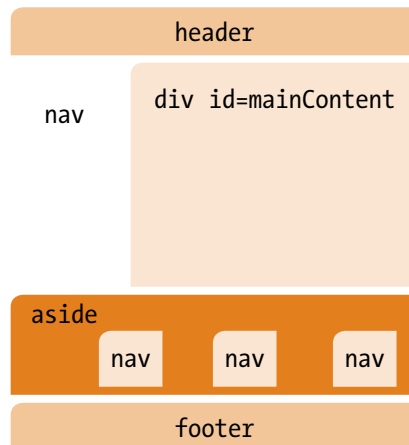 header
nav
div id=mainContent
aside
nav nav nav
footer